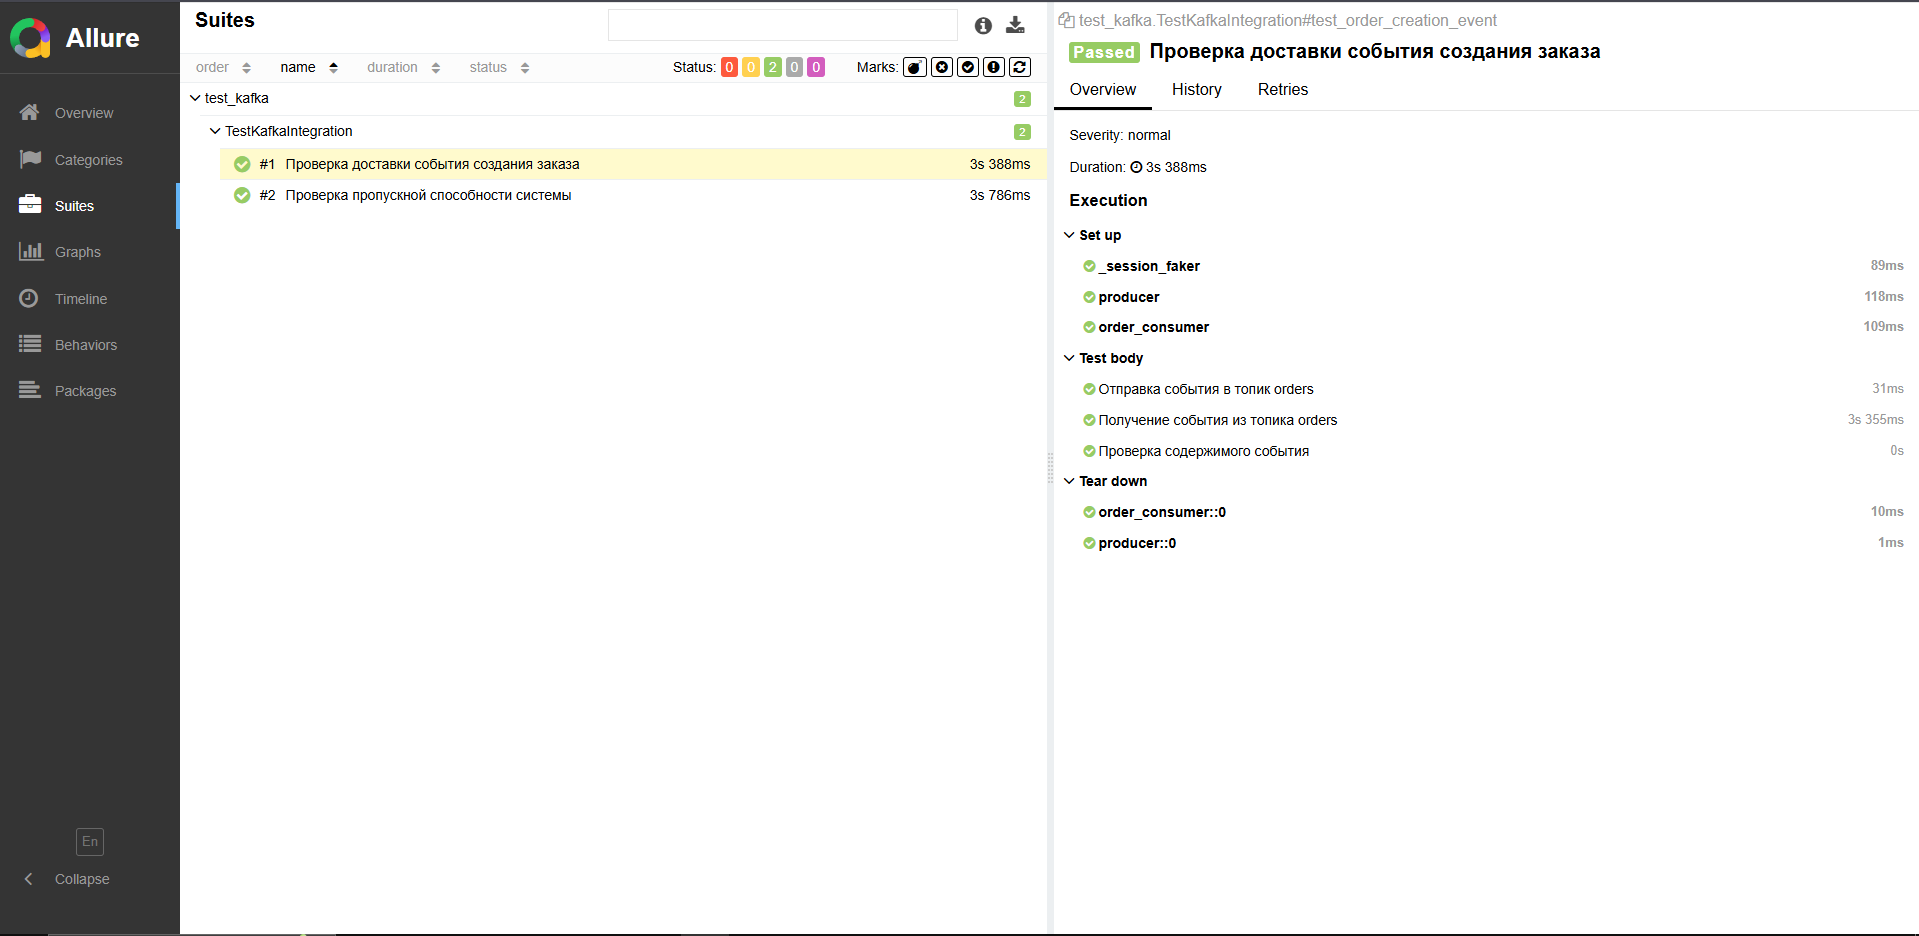 Allure
Overview
Categories
Suites
Graphs
Timeline
Behaviors
Packages
En
Collapse
Suites
order name duration status Status: 0 0 2 0 0 Marks:
test_kafka 2
TestKafkaIntegration 2
#1 Проверка доставки события создания заказа 3s 388ms
#2 Проверка пропускной способности системы 3s 786ms
test_kafka.TestKafkaIntegration#test_order_creation_event
Passed Проверка доставки события создания заказа
Overview History Retries
Severity: normal
Duration: 3s 388ms
Execution
Set up
_session_faker 89ms
producer 118ms
order_consumer 109ms
Test body
Отправка события в топик orders 31ms
Получение события из топика orders 3s 355ms
Проверка содержимого события 0s
Tear down
order_consumer::0 10ms
producer::0 1ms